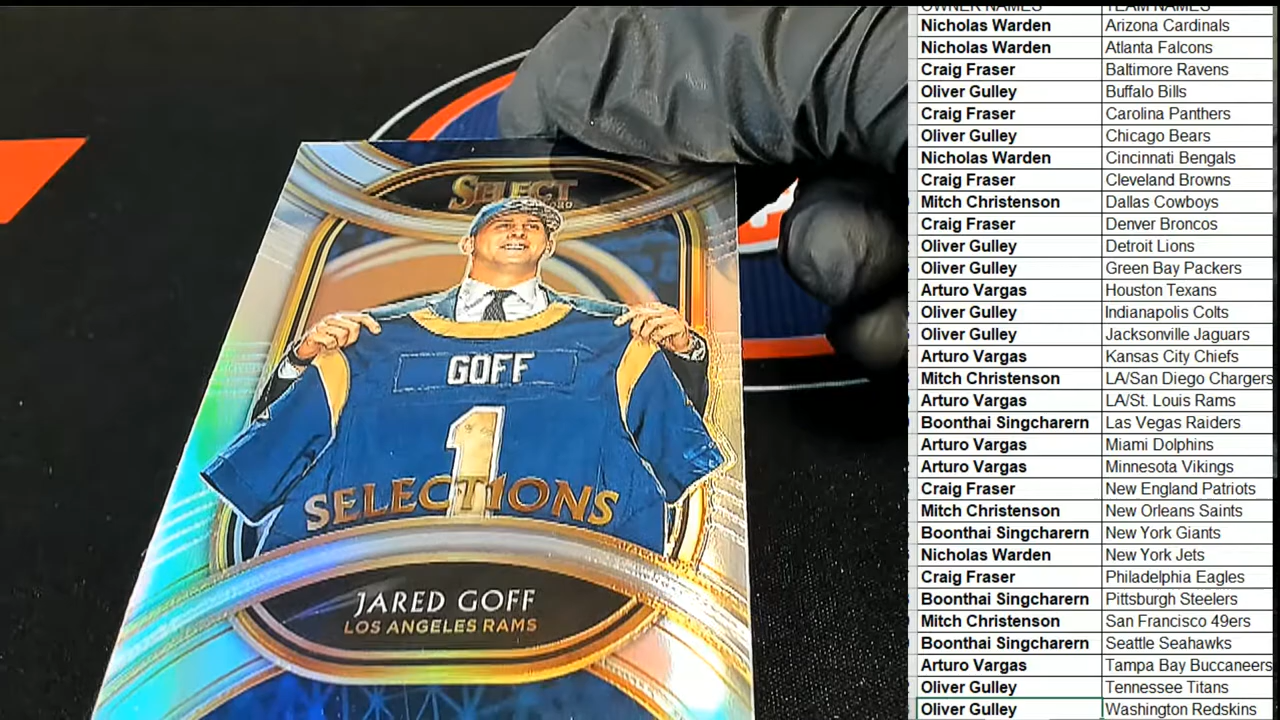 SELECT
GOFF
1
SELECTIONS
JARED GOFF
LOS ANGELES RAMS
OWNER NAMES TEAM NAMES
Nicholas Warden Arizona Cardinals
Nicholas Warden Atlanta Falcons
Craig Fraser Baltimore Ravens
Oliver Gulley Buffalo Bills
Craig Fraser Carolina Panthers
Oliver Gulley Chicago Bears
Nicholas Warden Cincinnati Bengals
Craig Fraser Cleveland Browns
Mitch Christenson Dallas Cowboys
Craig Fraser Denver Broncos
Oliver Gulley Detroit Lions
Oliver Gulley Green Bay Packers
Arturo Vargas Houston Texans
Oliver Gulley Indianapolis Colts
Oliver Gulley Jacksonville Jaguars
Arturo Vargas Kansas City Chiefs
Mitch Christenson LA/San Diego Chargers
Arturo Vargas LA/St. Louis Rams
Boonthai Singcharern Las Vegas Raiders
Arturo Vargas Miami Dolphins
Arturo Vargas Minnesota Vikings
Craig Fraser New England Patriots
Mitch Christenson New Orleans Saints
Boonthai Singcharern New York Giants
Nicholas Warden New York Jets
Craig Fraser Philadelphia Eagles
Boonthai Singcharern Pittsburgh Steelers
Mitch Christenson San Francisco 49ers
Boonthai Singcharern Seattle Seahawks
Arturo Vargas Tampa Bay Buccaneers
Oliver Gulley Tennessee Titans
Oliver Gulley Washington Redskins